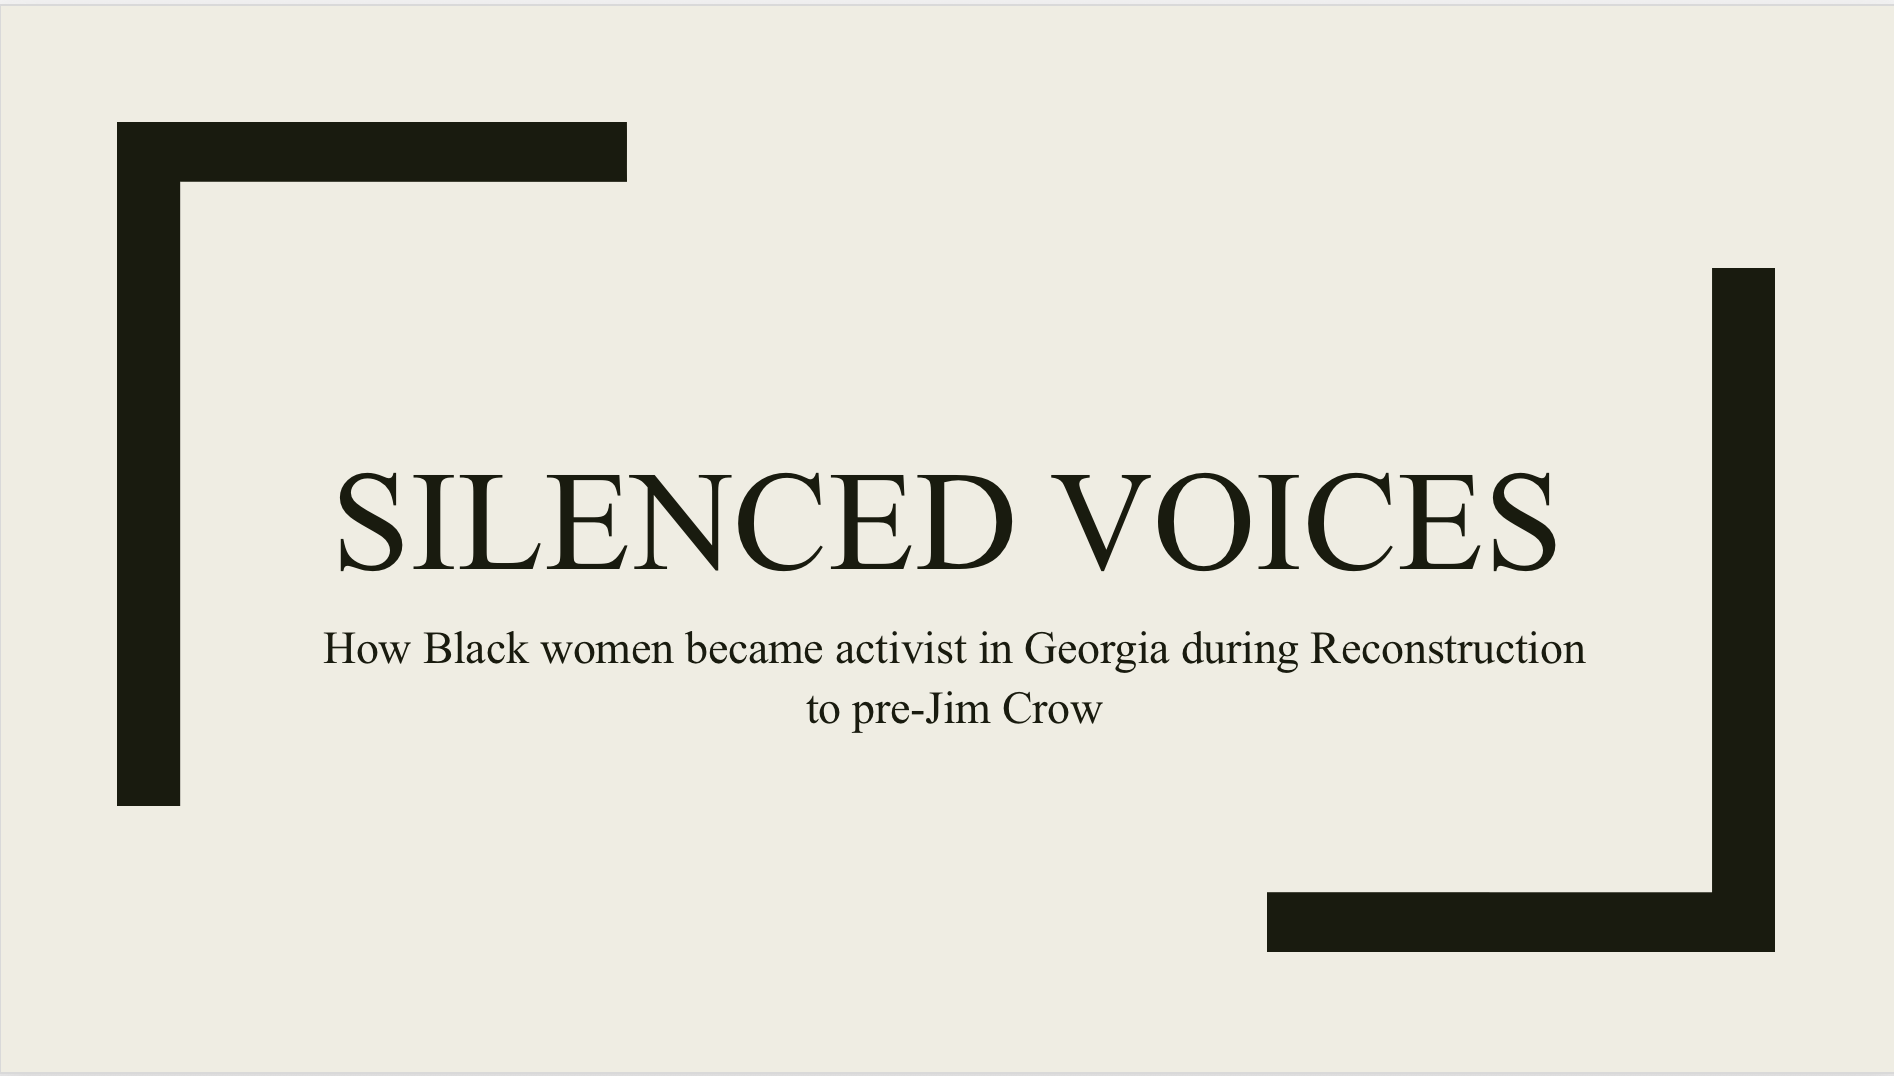 SILENCED VOICES
How Black women became activist in Georgia during Reconstruction
to pre-Jim Crow